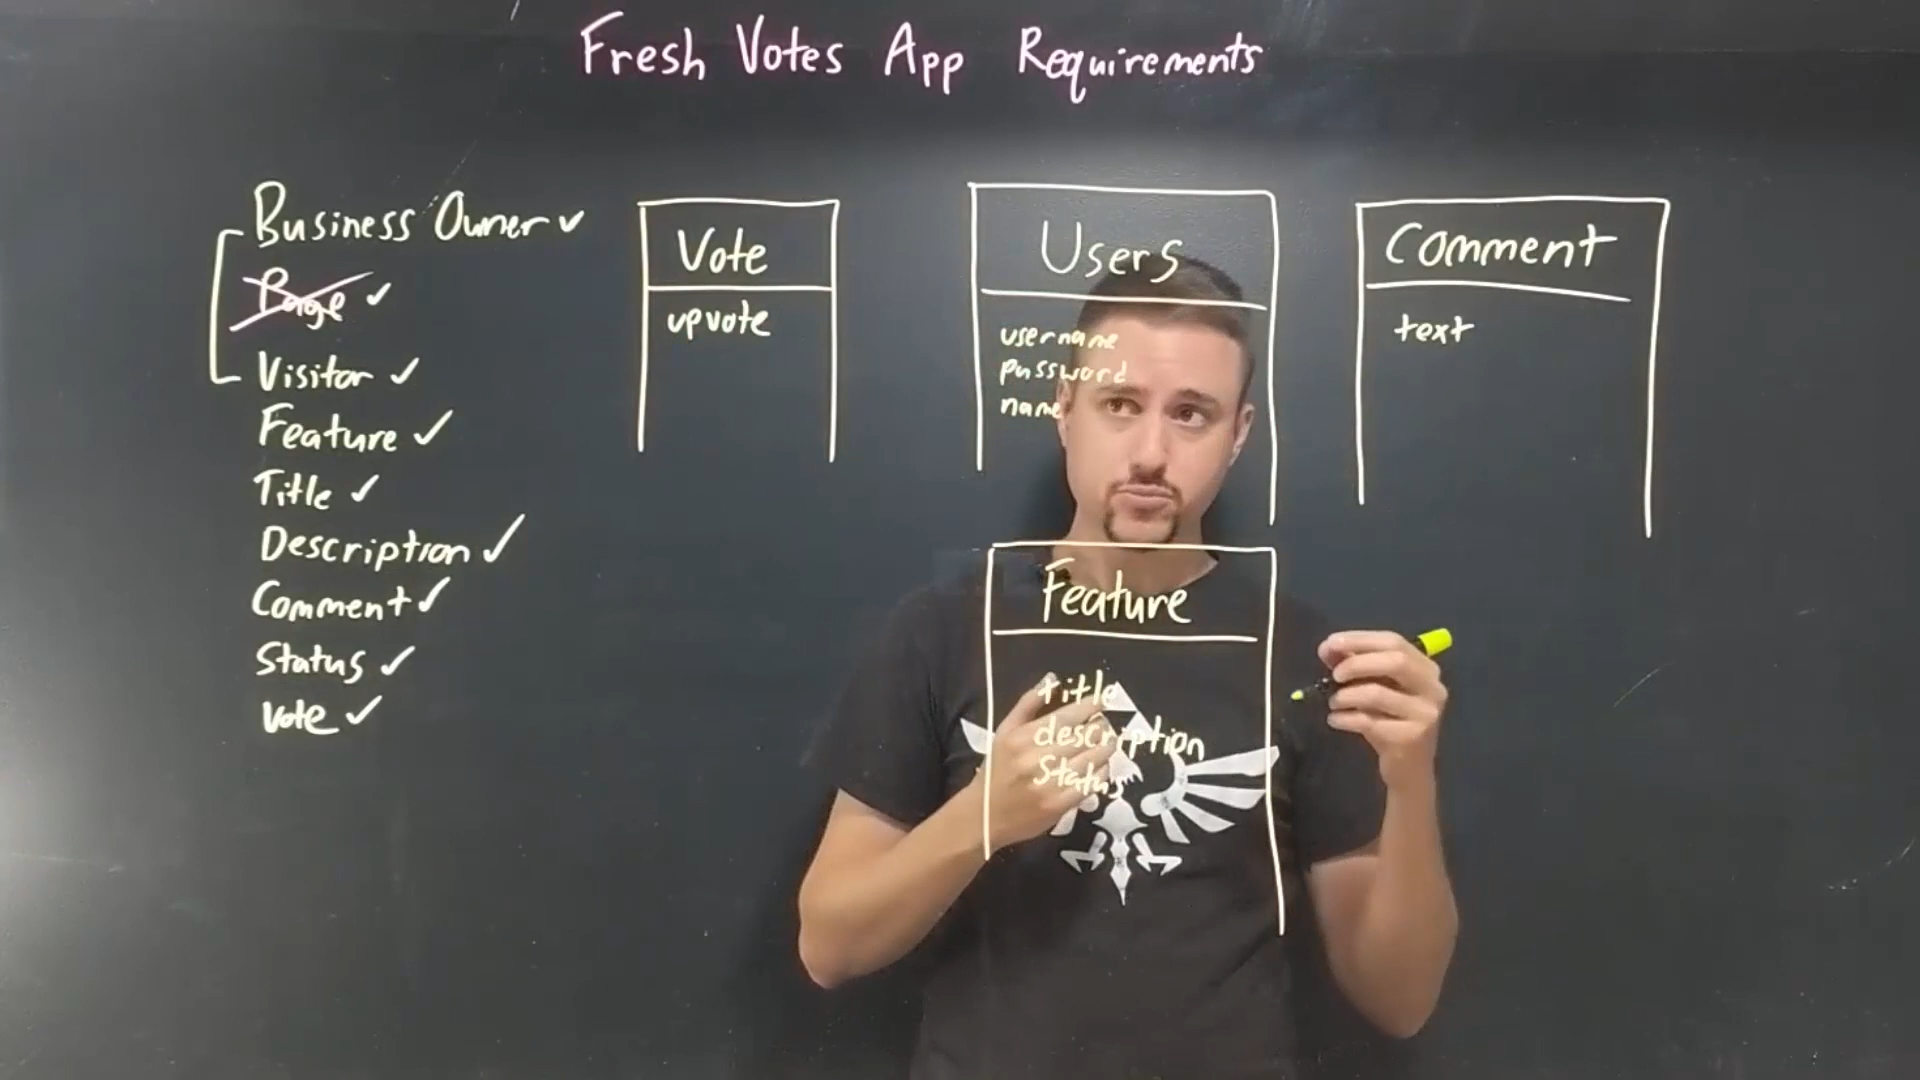 Fresh Votes App Requirements
Business Owner
Page
Visitor
Feature
Title
Description
Comment
Status
Vote
Vote
upvote
Users
username
password
name
Comment
text
Feature
title
description
Status